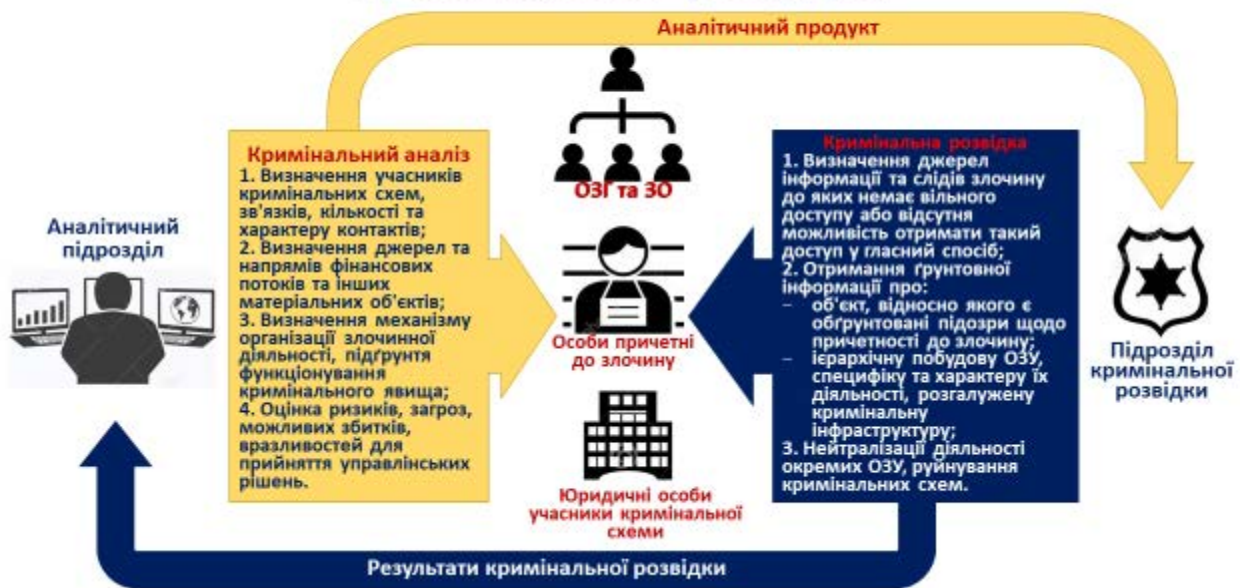 Аналітичний продукт
Аналітичний
підрозділ
Кримінальний аналіз
1. Визначення учасників
кримінальних схем,
зв'язків, кількості та
характеру контактів;
2. Визначення джерел та
напрямів фінансових
потоків та інших
матеріальних об'єктів;
3. Визначення механізму
організації злочинної
діяльності, підґрунтя
функціонування
кримінального явища;
4. Оцінка ризиків, загроз,
можливих збитків,
вразливостей для
прийняття управлінських
рішень.
ОЗГ та ЗО
Особи причетні
до злочину
Юридичні особи
учасники кримінальної
схеми
Кримінальна розвідка
1. Визначення джерел
інформації та слідів злочину
до яких немає вільного
доступу або відсутня
можливість отримати такий
доступ у гласний спосіб;
2. Отримання ґрунтовної
інформації про:
– об'єкт, відносно якого є
обґрунтовані підозри щодо
причетності до злочину;
– ієрархічну побудову ОЗУ,
специфіку та характеру їх
діяльності, розгалужену
кримінальну
інфраструктуру;
3. Нейтралізації діяльності
окремих ОЗУ, руйнування
кримінальних схем.
Підрозділ
кримінальної
розвідки
Результати кримінальної розвідки